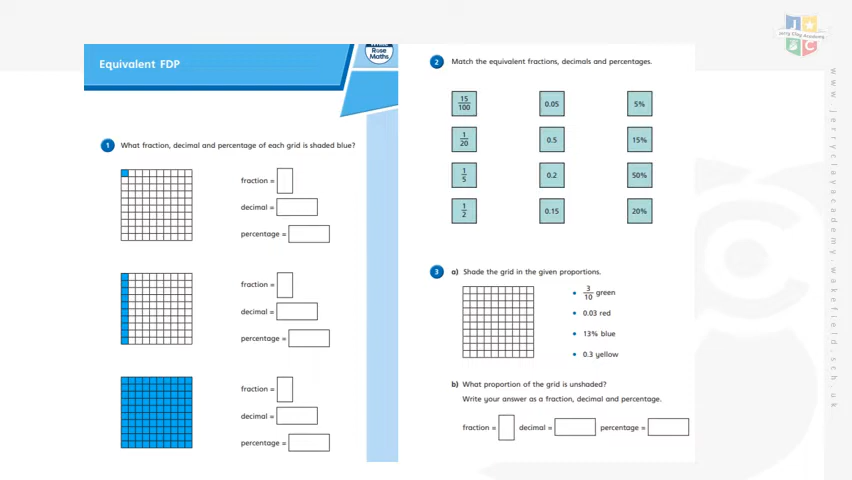 Equivalent FDP
White
Rose
Maths
1 What fraction, decimal and percentage of each grid is shaded blue?
fraction =
decimal =
percentage =
fraction =
decimal =
percentage =
fraction =
decimal =
percentage =
2 Match the equivalent fractions, decimals and percentages.
15/100 0.05 5%
1/20 0.5 15%
1/5 0.2 50%
1/2 0.15 20%
3 a) Shade the grid in the given proportions.
• 3/10 green
• 0.03 red
• 13% blue
• 0.3 yellow
b) What proportion of the grid is unshaded?
Write your answer as a fraction, decimal and percentage.
fraction = decimal = percentage =
J
Jerry Clay Academy
C
www.jerryclayacademy.wakefield.sch.uk